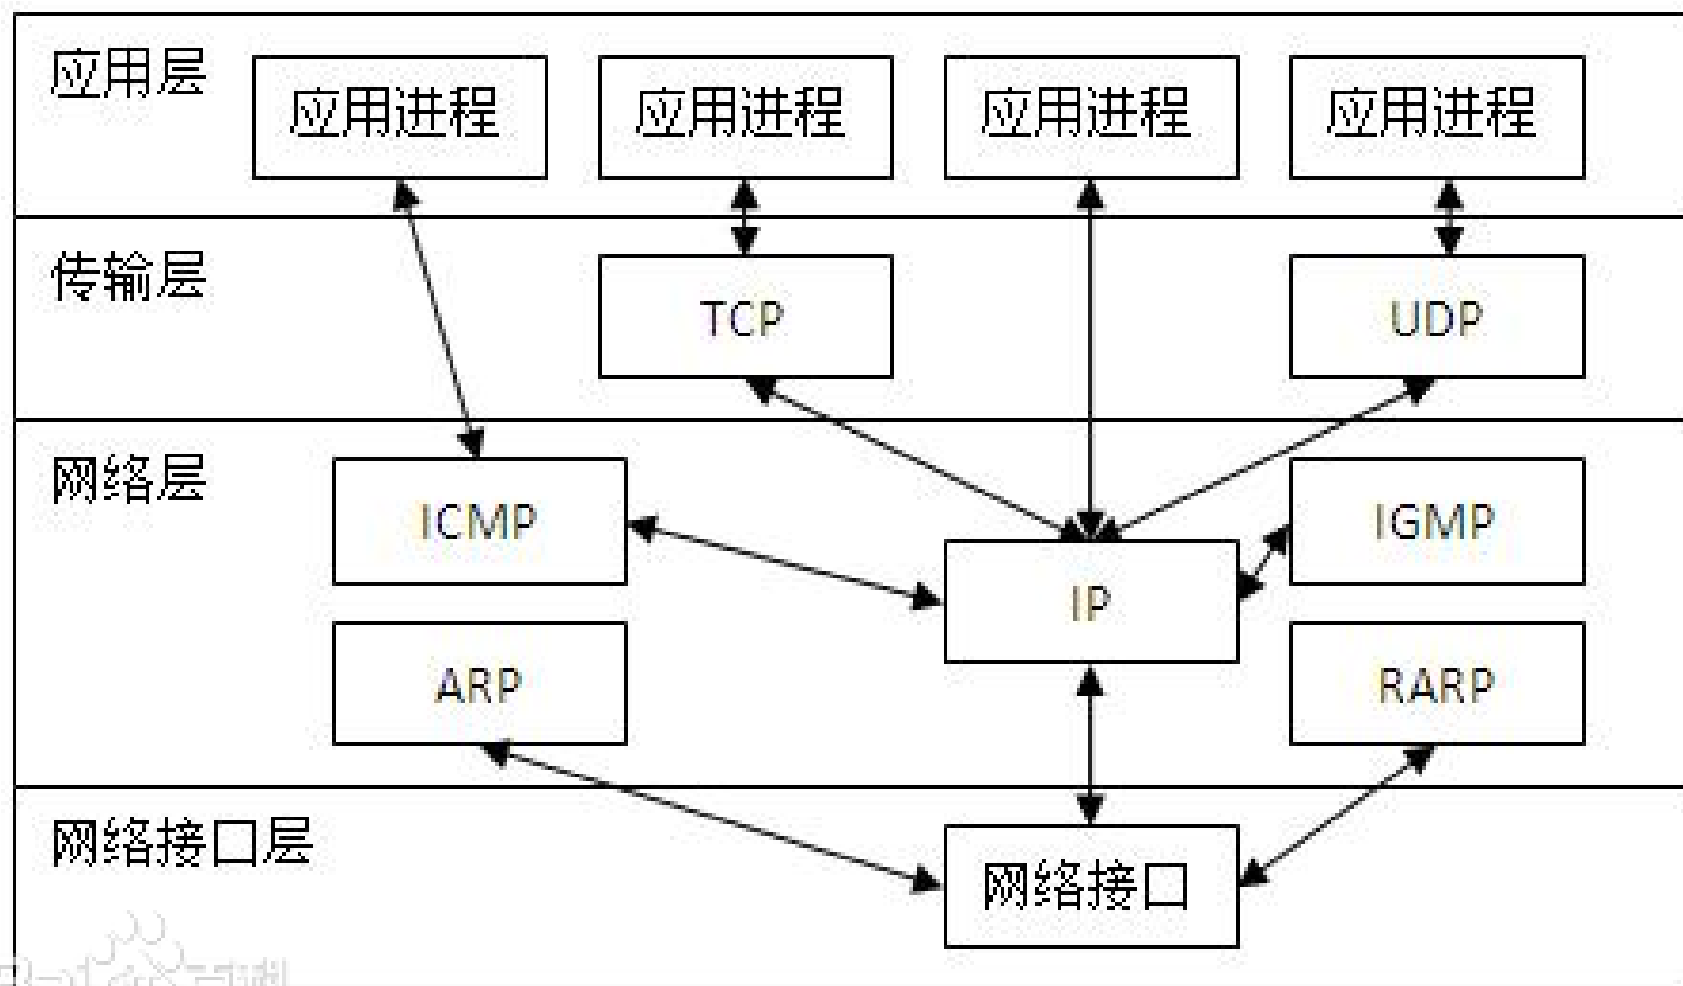 应用层
应用进程
应用进程
应用进程
应用进程
传输层
TCP
UDP
网络层
ICMP
IGMP
IP
ARP
RARP
网络接口层
网络接口